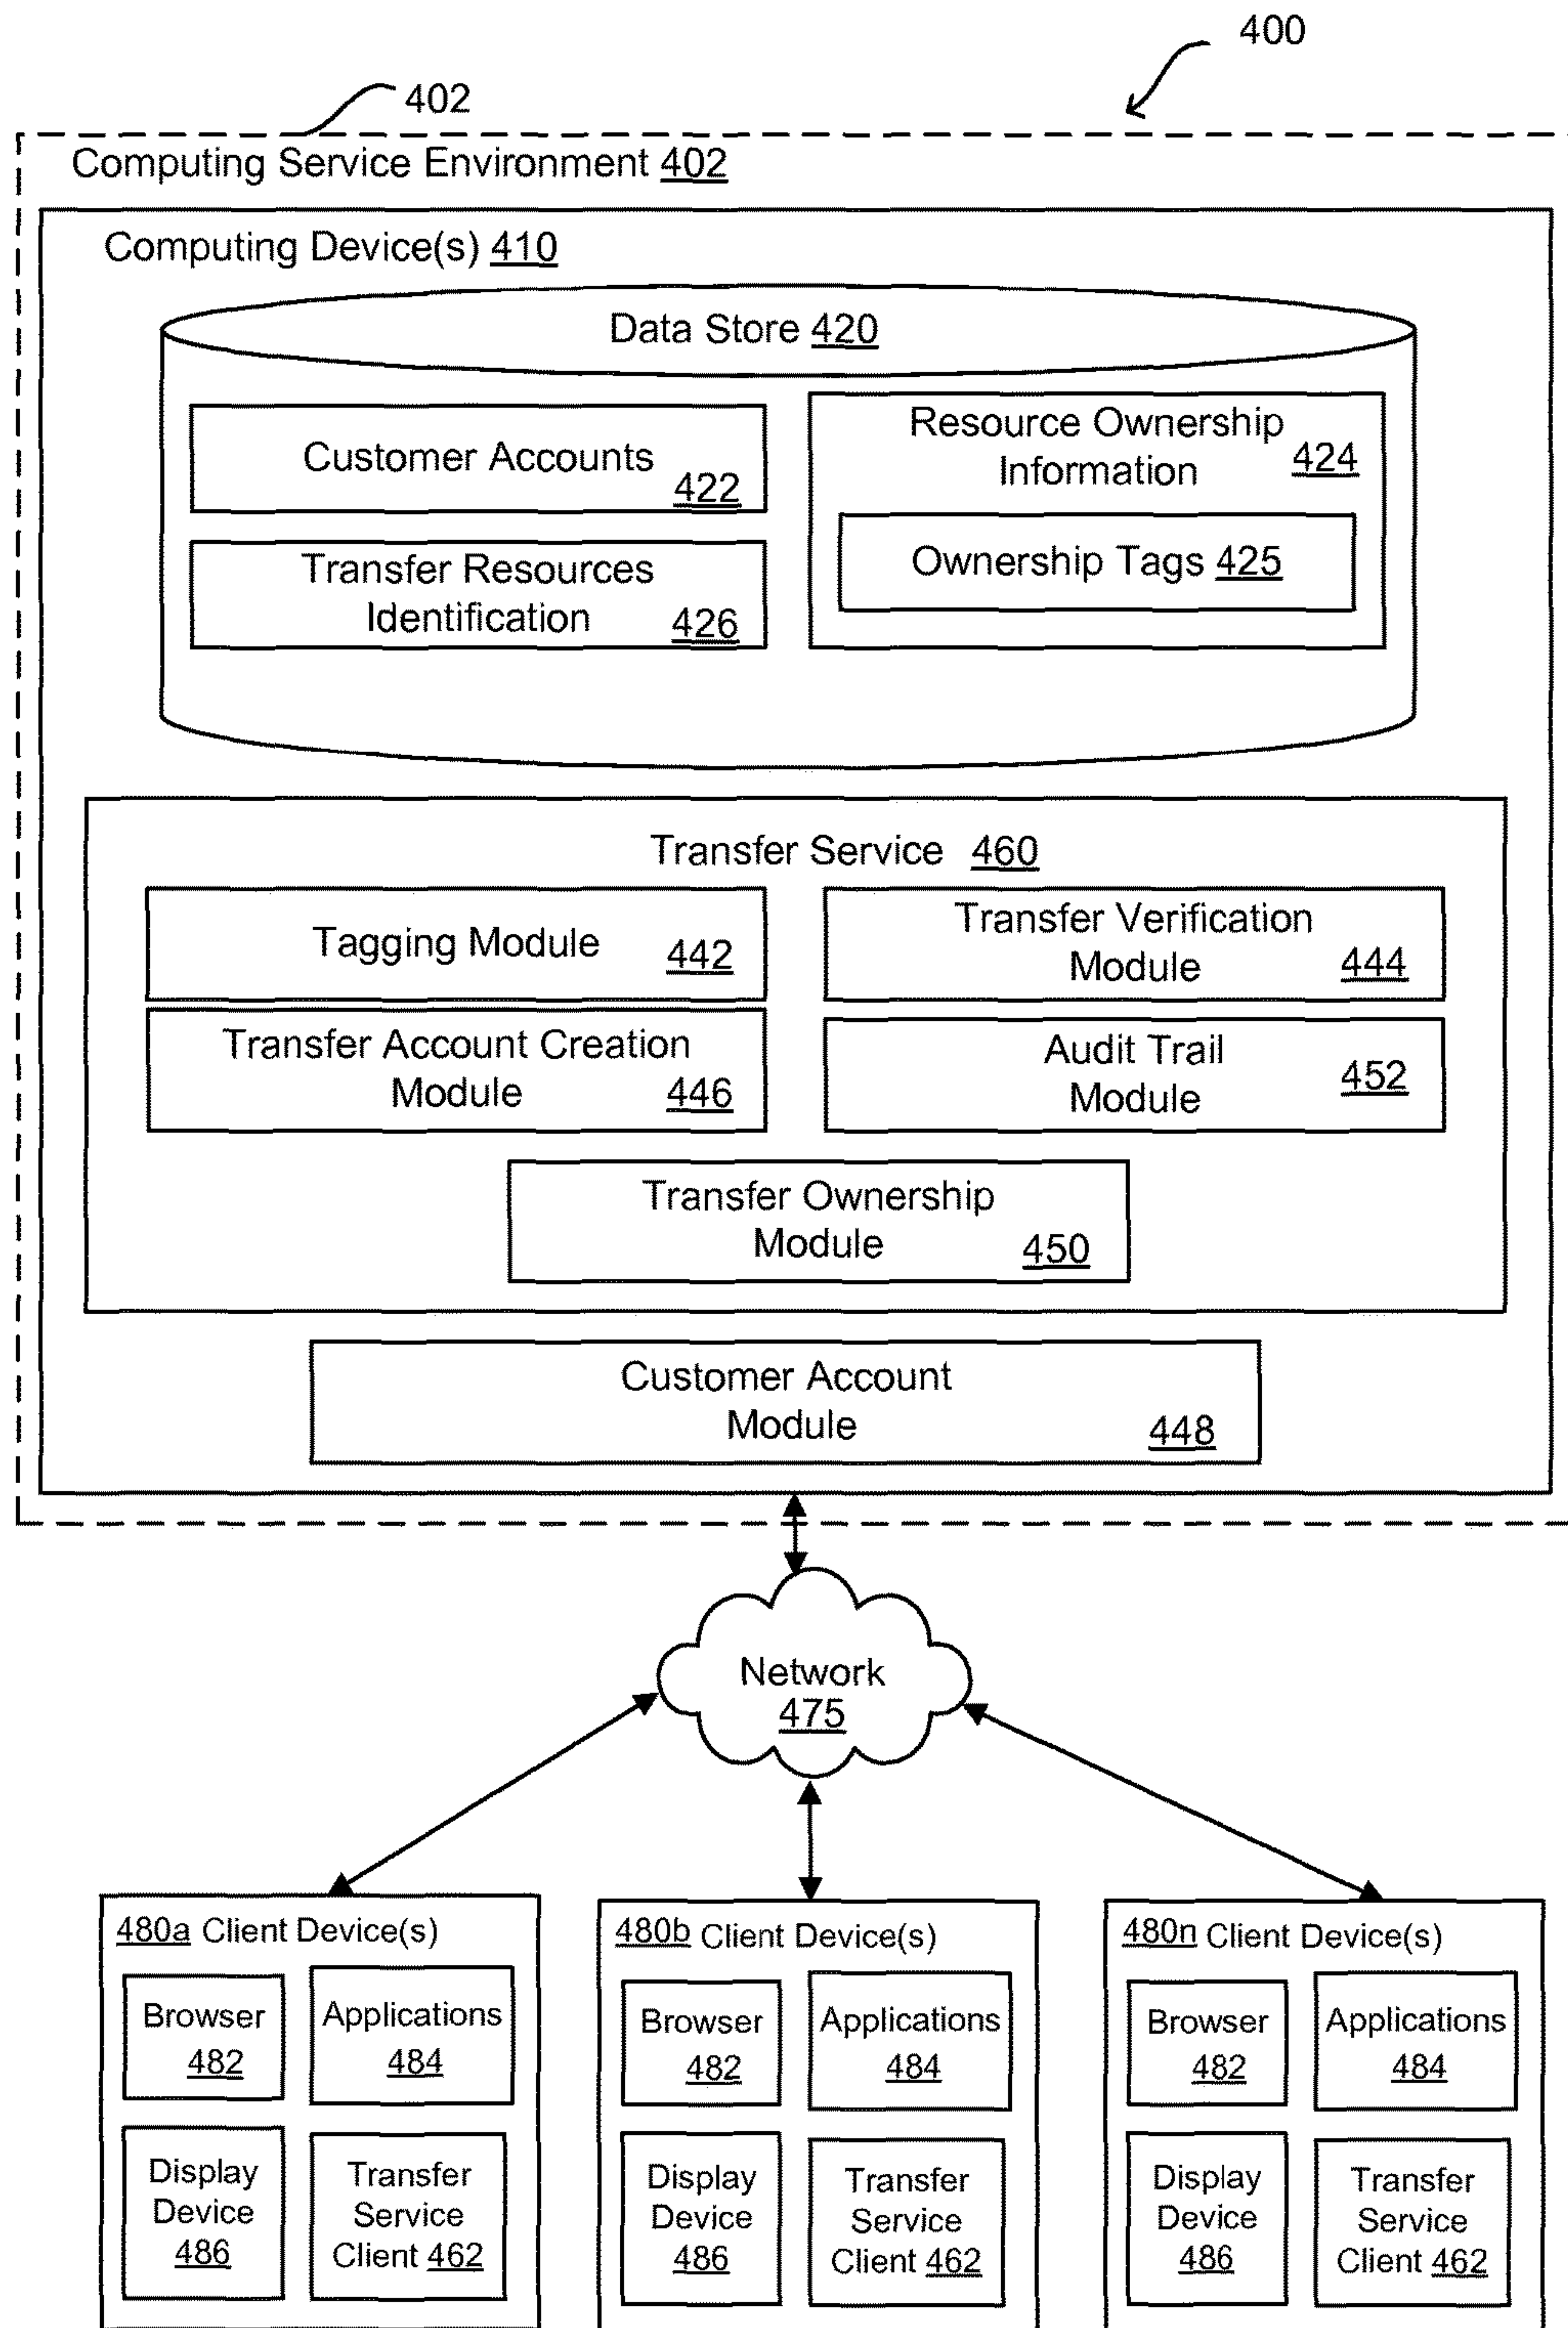 400
402
Computing Service Environment 402
Computing Device(s) 410
Data Store 420
Customer Accounts
422
Resource Ownership
Information 424
Ownership Tags 425
Transfer Resources
Identification 426
Transfer Service 460
Tagging Module 442
Transfer Verification
Module 444
Transfer Account Creation
Module 446
Audit Trail
Module 452
Transfer Ownership
Module 450
Customer Account
Module 448
Network
475
480a Client Device(s)
Browser
482
Applications
484
Display
Device
486
Transfer
Service
Client 462
480b Client Device(s)
Browser
482
Applications
484
Display
Device
486
Transfer
Service
Client 462
480n Client Device(s)
Browser
482
Applications
484
Display
Device
486
Transfer
Service
Client 462